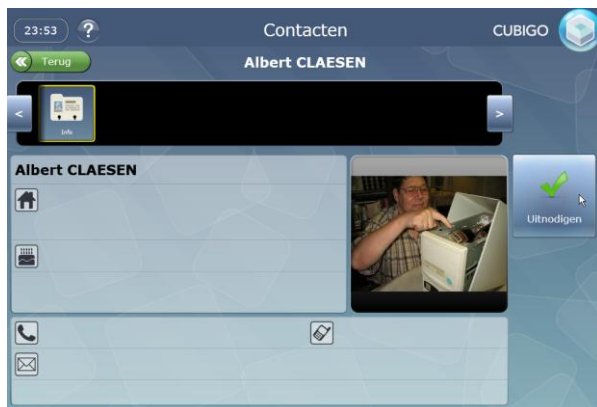 23:53
?
Contacten
CUBIGO
Terug
Albert CLAESEN
<
Info
>
Albert CLAESEN
Uitnodigen